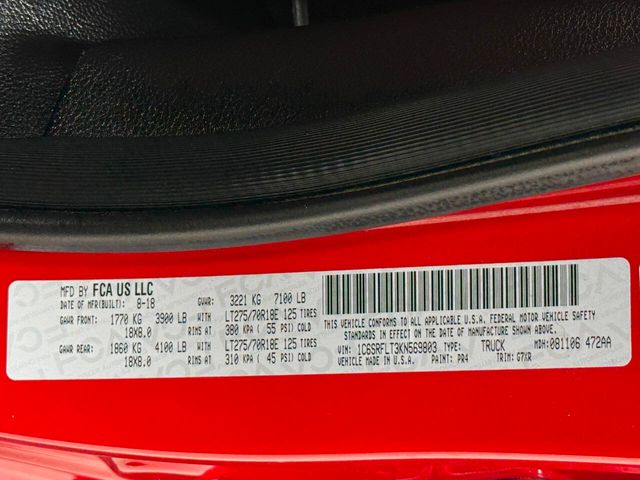 MFD BY FCA US LLC
DATE OF MFR(BUILT): 8-18 GVWR: 3221 KG 7100 LB
GAWR FRONT: 1770 KG 3900 LB WITH LT275/70R18E 125 TIRES
18X8.0 RIMS AT 380 KPA ( 55 PSI) COLD
GAWR REAR: 1860 KG 4100 LB WITH LT275/70R18E 125 TIRES
18X8.0 RIMS AT 310 KPA ( 45 PSI) COLD
THIS VEHICLE CONFORMS TO ALL APPLICABLE U.S.A. FEDERAL MOTOR VEHICLE SAFETY
STANDARDS IN EFFECT ON THE DATE OF MANUFACTURE SHOWN ABOVE.
VIN: 1C6SRFLT3KN569803 TYPE: TRUCK MDH: 081106 472AA
VEHICLE MADE IN U.S.A. PAINT: PR4 TRIM: G7XR